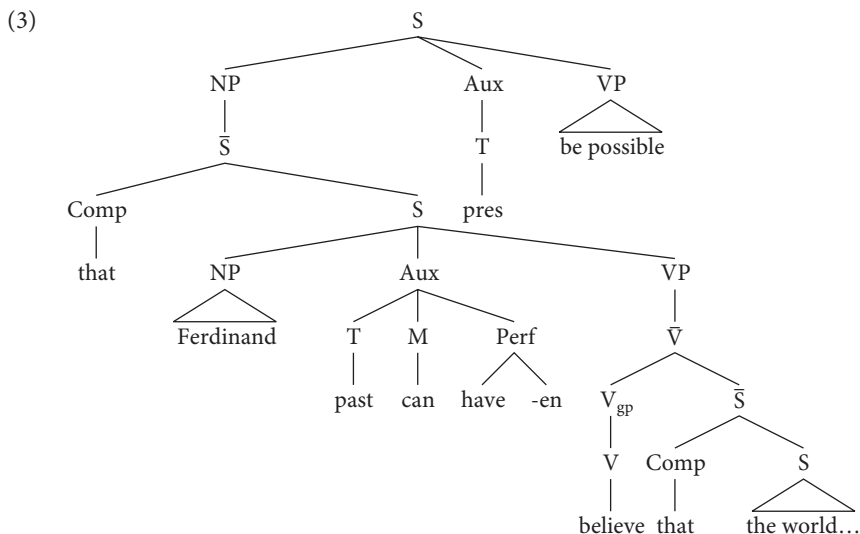 (3) S
NP Aux VP
S̄ T be possible
Comp S pres
that NP Aux VP
Ferdinand T M Perf V̄
past can have -en V_gp S̄
V Comp S
believe that the world…